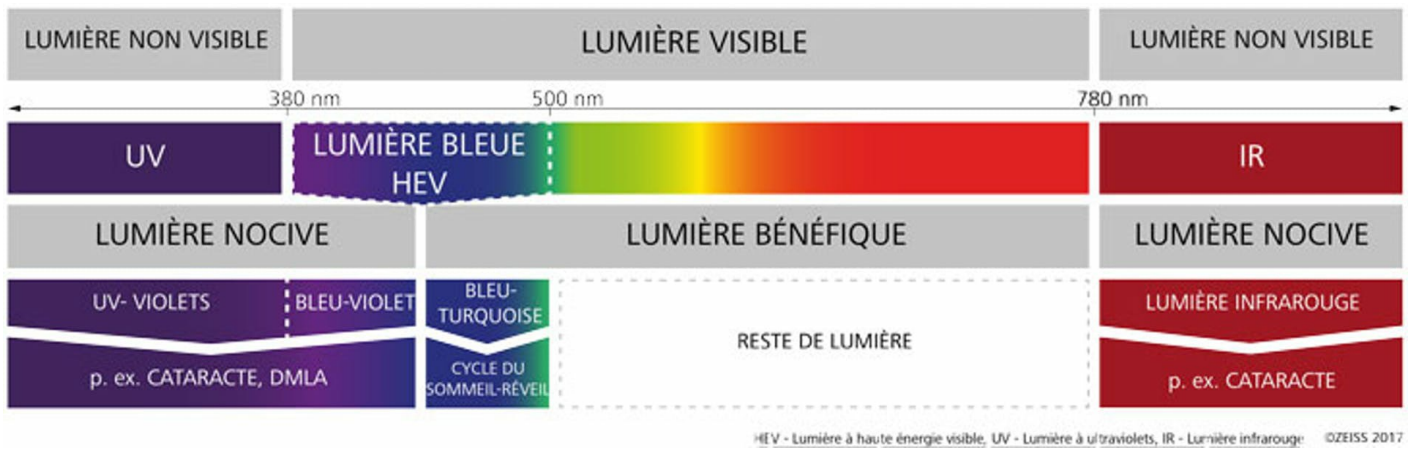 LUMIÈRE NON VISIBLE
LUMIÈRE VISIBLE
LUMIÈRE NON VISIBLE
380 nm
500 nm
780 nm
UV
LUMIÈRE BLEUE
HEV
IR
LUMIÈRE NOCIVE
LUMIÈRE BÉNÉFIQUE
LUMIÈRE NOCIVE
UV- VIOLETS
BLEU-VIOLET
BLEU-
TURQUOISE
RESTE DE LUMIÈRE
LUMIÈRE INFRAROUGE
p. ex. CATARACTE, DMLA
CYCLE DU
SOMMEIL-RÉVEIL
p. ex. CATARACTE
HEV - Lumière à haute énergie visible, UV - Lumière à ultraviolets, IR - Lumière infrarouge
©ZEISS 2017